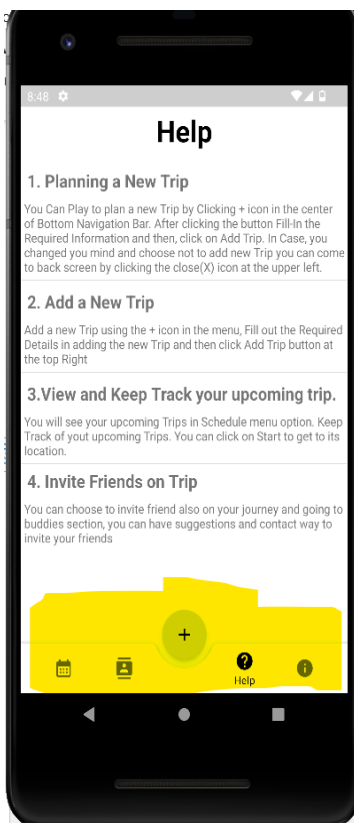 8:48
Help
1. Planning a New Trip
You Can Play to plan a new Trip by Clicking + icon in the center
of Bottom Navigation Bar. After clicking the button Fill-In the
Required Information and then, click on Add Trip. In Case, you
changed you mind and choose not to add new Trip you can come
to back screen by clicking the close(X) icon at the upper left.
2. Add a New Trip
Add a new Trip using the + icon in the menu, Fill out the Required
Details in adding the new Trip and then click Add Trip button at
the top Right
3.View and Keep Track your upcoming trip.
You will see your upcoming Trips in Schedule menu option. Keep
Track of yout upcoming Trips. You can click on Start to get to its
location.
4. Invite Friends on Trip
You can choose to invite friend also on your journey and going to
buddies section, you can have suggestions and contact way to
invite your friends
+
Help